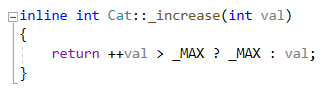 inline int Cat::_increase(int val)
{
    return ++val > _MAX ? _MAX : val;
}